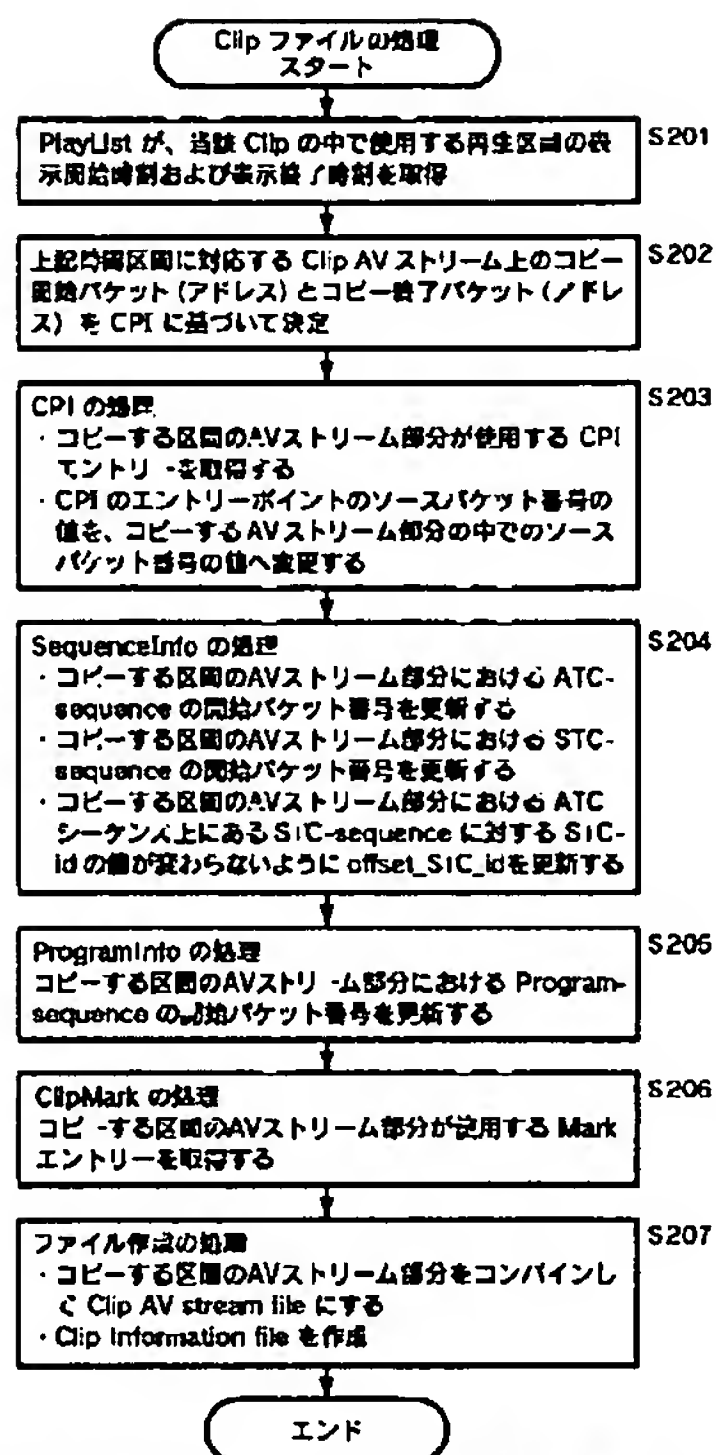 Clip ファイルの処理
スタート
PlayList が、当該 Clip の中で使用する再生区間の表
S201
示開始時刻および表示終了時刻を取得
上記時間区間に対応する Clip AV ストリーム上のコピー
S202
開始パケット (アドレス) とコピー終了パケット (アドレ
ス) を CPI に基づいて決定
CPI の処理
S203
・コピーする区間のAVストリーム部分が使用する CPI
エントリーを取得する
・CPI のエントリーポイントのソースパケット番号の
値を、コピーするAVストリーム部分の中でのソース
パケット番号の値へ変更する
SequenceInfo の処理
S204
・コピーする区間のAVストリーム部分における ATC-
sequence の開始パケット番号を更新する
・コピーする区間のAVストリーム部分における STC-
sequence の開始パケット番号を更新する
・コピーする区間のAVストリーム部分における ATC
シーケンス上にある STC-sequence に対する STC-
id の値が変わらないように offset_STC_idを更新する
ProgramInfo の処理
S205
コピーする区間のAVストリーム部分における Program-
sequence の開始パケット番号を更新する
ClipMark の処理
S206
コピーする区間のAVストリーム部分が使用する Mark
エントリーを取得する
ファイル作成の処理
S207
・コピーする区間のAVストリーム部分をコンバインし
て Clip AV stream file にする
・Clip Information file を作成
エンド